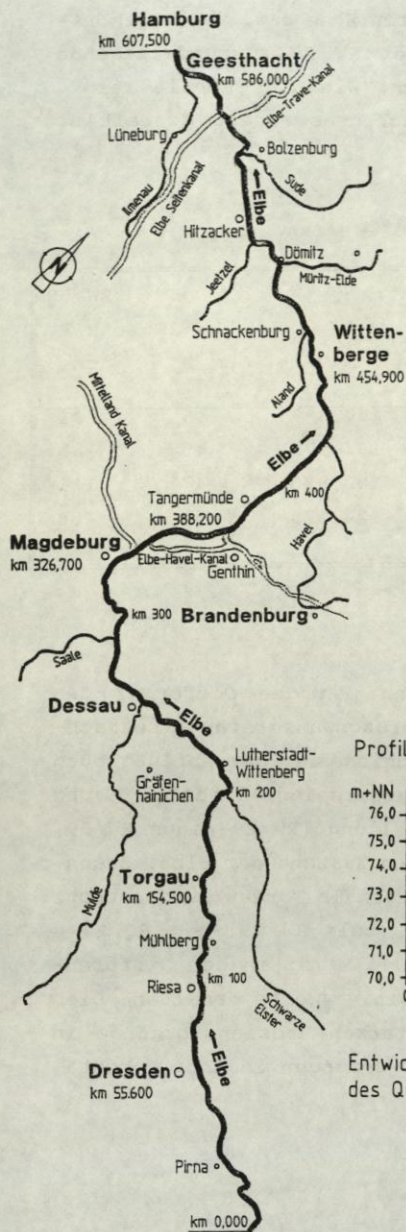 Hamburg
km 607,500
Geesthacht
km 586,000
Elbe-Trave-Kanal
Lüneburg
Ilmenau
Elbe Seitenkanal
Bolzenburg
Sude
Elbe
Hitzacker
Jeetzel
Dömitz
Müritz-Elde
Schnackenburg
Witten-
berge
km 454,900
Aland
Mittelland Kanal
Elbe
km 400
Tangermünde
km 388,200
Havel
Magdeburg
km 326,700
Elbe-Havel-Kanal
Genthin
km 300
Brandenburg
Saale
Dessau
Elbe
Lutherstadt-
Wittenberg
Gräfen-
hainichen
km 200
Mulde
Torgau
km 154,500
Mühlberg
km 100
Riesa
Schwarze
Elster
Elbe
Dresden
km 55.600
Pirna
km 0,000
Profil
m+NN
76,0
75,0
74,0
73,0
72,0
71,0
70,0
Entwic
des Q
N